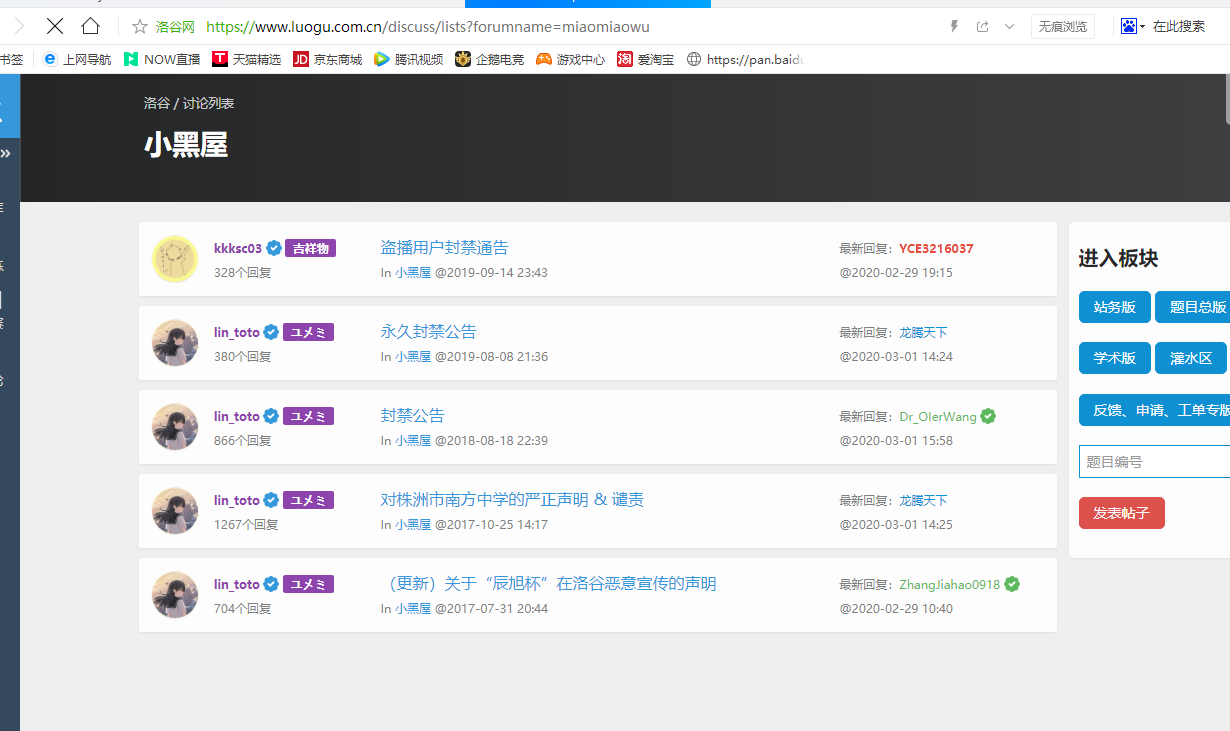 洛谷网 https://www.luogu.com.cn/discuss/lists?forumname=miaomiaowu 无痕浏览 在此搜索
书签 上网导航 NOW直播 天猫精选 京东商城 腾讯视频 企鹅电竞 游戏中心 爱淘宝 https://pan.baidu
洛谷 / 讨论列表
小黑屋
kkksc03 吉祥物 盗播用户封禁通告 最新回复：YCE3216037
328个回复 In 小黑屋 @2019-09-14 23:43 @2020-02-29 19:15
lin_toto ユメミ 永久封禁公告 最新回复：龙腾天下
380个回复 In 小黑屋 @2019-08-08 21:36 @2020-03-01 14:24
lin_toto ユメミ 封禁公告 最新回复：Dr_OIerWang
866个回复 In 小黑屋 @2018-08-18 22:39 @2020-03-01 15:58
lin_toto ユメミ 对株洲市南方中学的严正声明 & 谴责 最新回复：龙腾天下
1267个回复 In 小黑屋 @2017-10-25 14:17 @2020-03-01 14:25
lin_toto ユメミ （更新）关于“辰旭杯”在洛谷恶意宣传的声明 最新回复：ZhangJiahao0918
704个回复 In 小黑屋 @2017-07-31 20:44 @2020-02-29 10:40
进入板块
站务版 题目总版
学术版 灌水区
反馈、申请、工单专版
题目编号
发表帖子